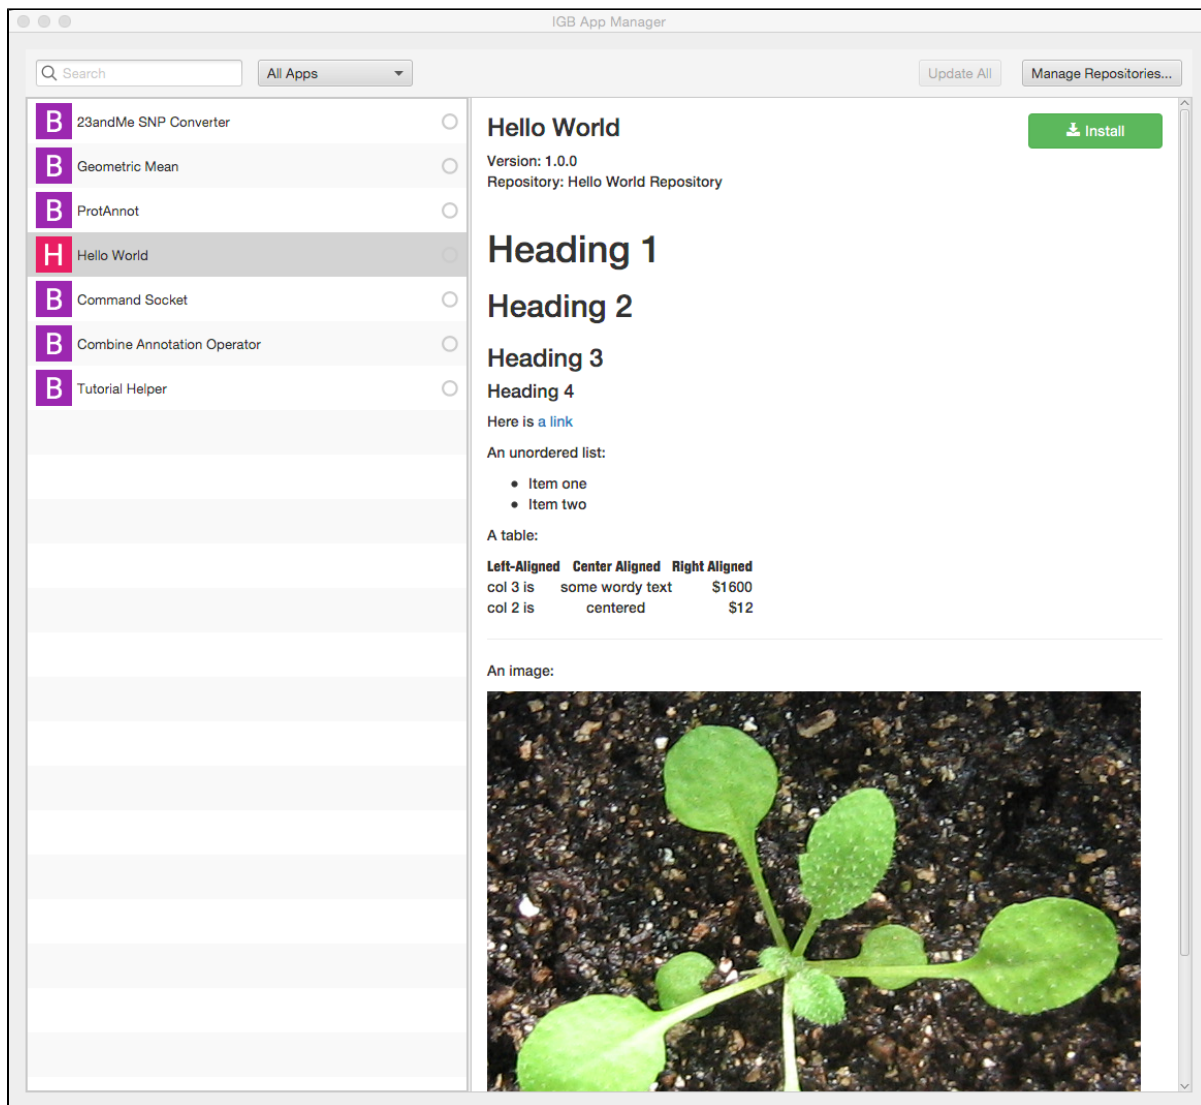 IGB App Manager
Search
All Apps
Update All
Manage Repositories...
B 23andMe SNP Converter
B Geometric Mean
B ProtAnnot
H Hello World
B Command Socket
B Combine Annotation Operator
B Tutorial Helper
Hello World
Install
Version: 1.0.0
Repository: Hello World Repository
Heading 1
Heading 2
Heading 3
Heading 4
Here is a link
An unordered list:
• Item one
• Item two
A table:
Left-Aligned Center Aligned Right Aligned
col 3 is some wordy text $1600
col 2 is centered $12
An image: